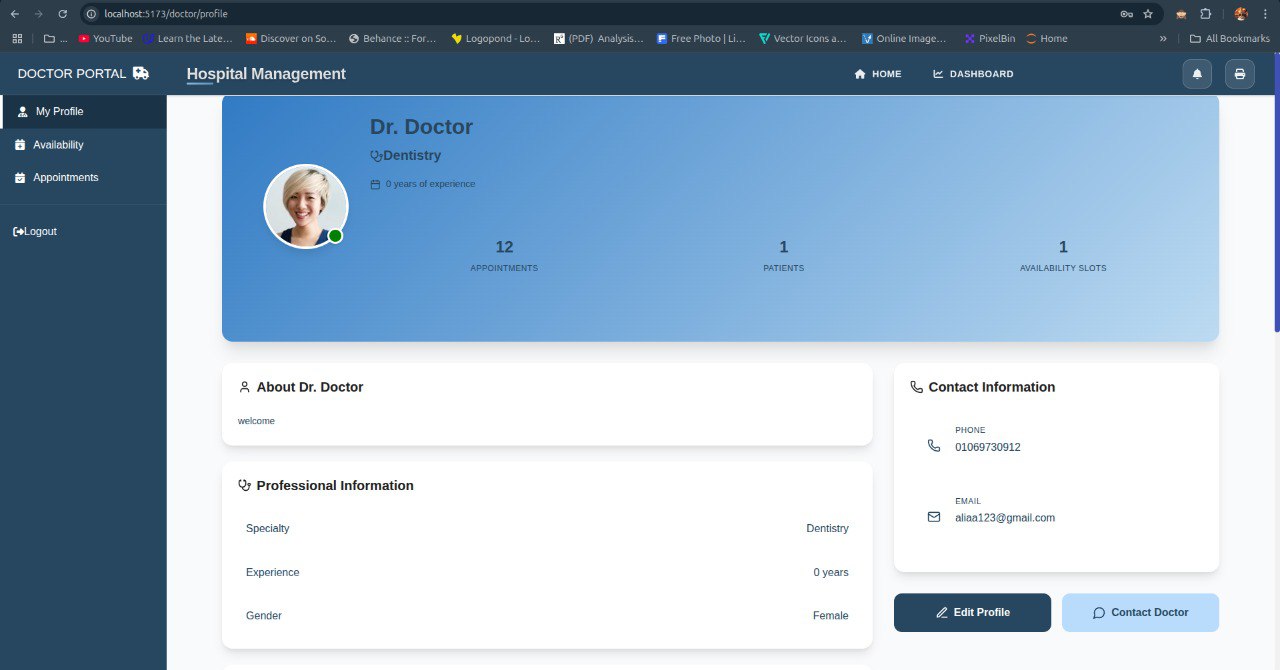 localhost:5173/doctor/profile
...
YouTube
Learn the Late...
Discover on So...
Behance :: For...
Logopond - Lo...
(PDF) Analysis...
Free Photo | Li...
Vector Icons a...
Online Image...
PixelBin
Home
»
All Bookmarks
DOCTOR PORTAL
Hospital Management
HOME
DASHBOARD
My Profile
Availability
Appointments
Logout
Dr. Doctor
Dentistry
0 years of experience
12
APPOINTMENTS
1
PATIENTS
1
AVAILABILITY SLOTS
About Dr. Doctor
welcome
Professional Information
Specialty Dentistry
Experience 0 years
Gender Female
Contact Information
PHONE
01069730912
EMAIL
aliaa123@gmail.com
Edit Profile
Contact Doctor